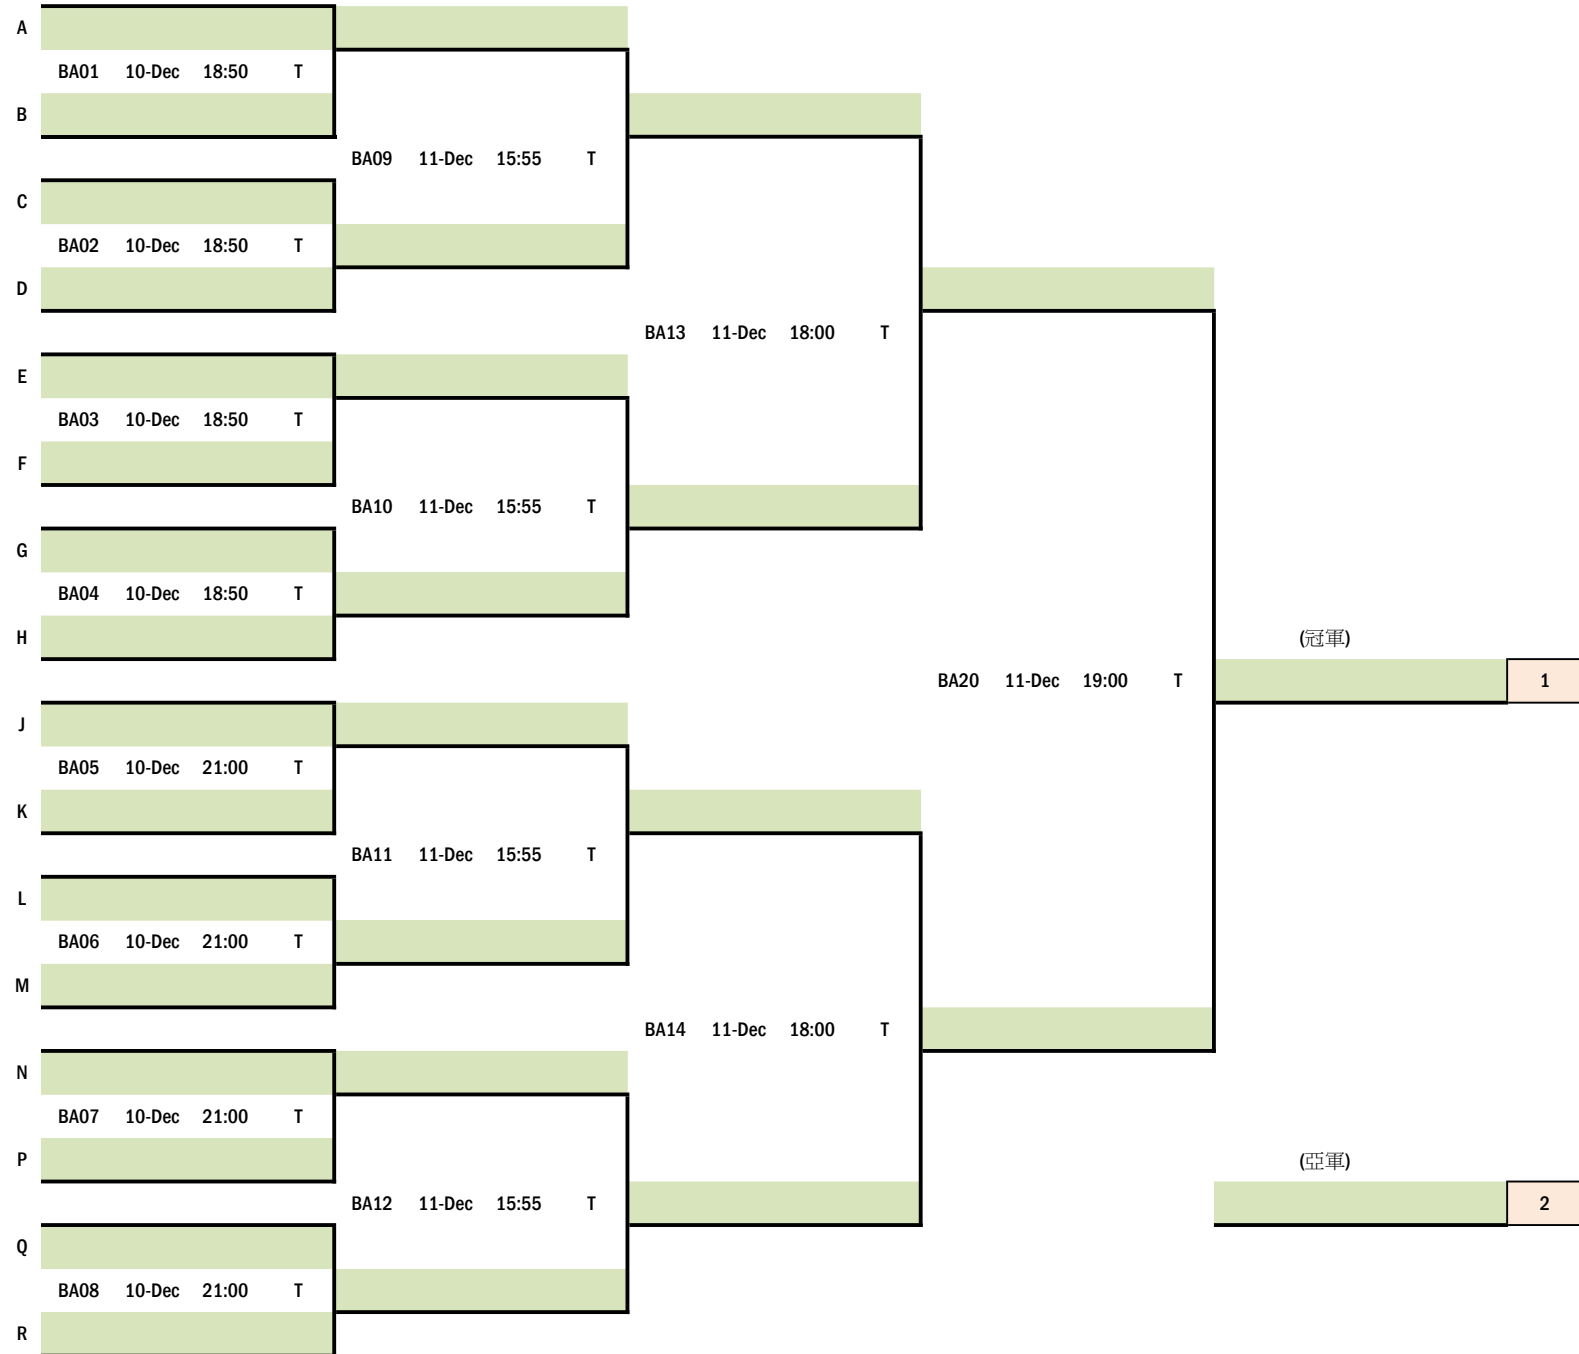 A
BA01 10-Dec 18:50 T
B
BA09 11-Dec 15:55 T
C
BA02 10-Dec 18:50 T
D
BA13 11-Dec 18:00 T
E
BA03 10-Dec 18:50 T
F
BA10 11-Dec 15:55 T
G
BA04 10-Dec 18:50 T
H
(冠軍)
BA20 11-Dec 19:00 T
1
J
BA05 10-Dec 21:00 T
K
BA11 11-Dec 15:55 T
L
BA06 10-Dec 21:00 T
M
BA14 11-Dec 18:00 T
N
BA07 10-Dec 21:00 T
P
(亞軍)
BA12 11-Dec 15:55 T
2
Q
BA08 10-Dec 21:00 T
R